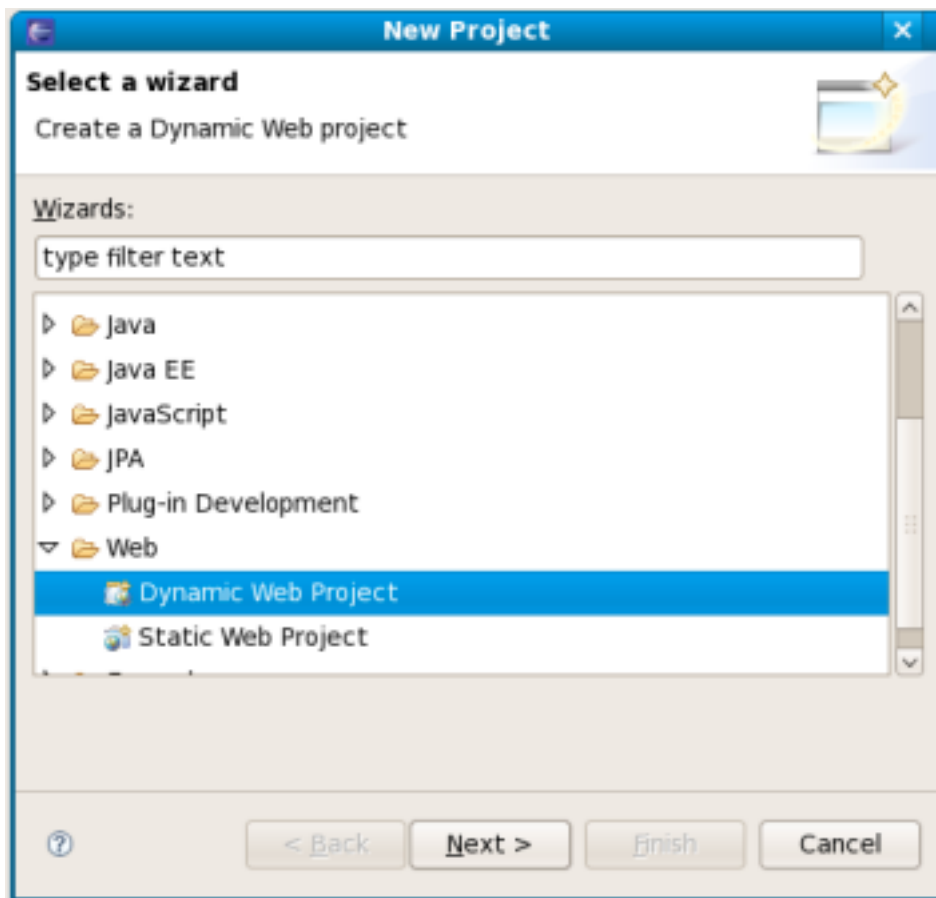 New Project
Select a wizard
Create a Dynamic Web project
Wizards:
type filter text
Java
Java EE
JavaScript
JPA
Plug-in Development
Web
Dynamic Web Project
Static Web Project
< Back Next > Finish Cancel